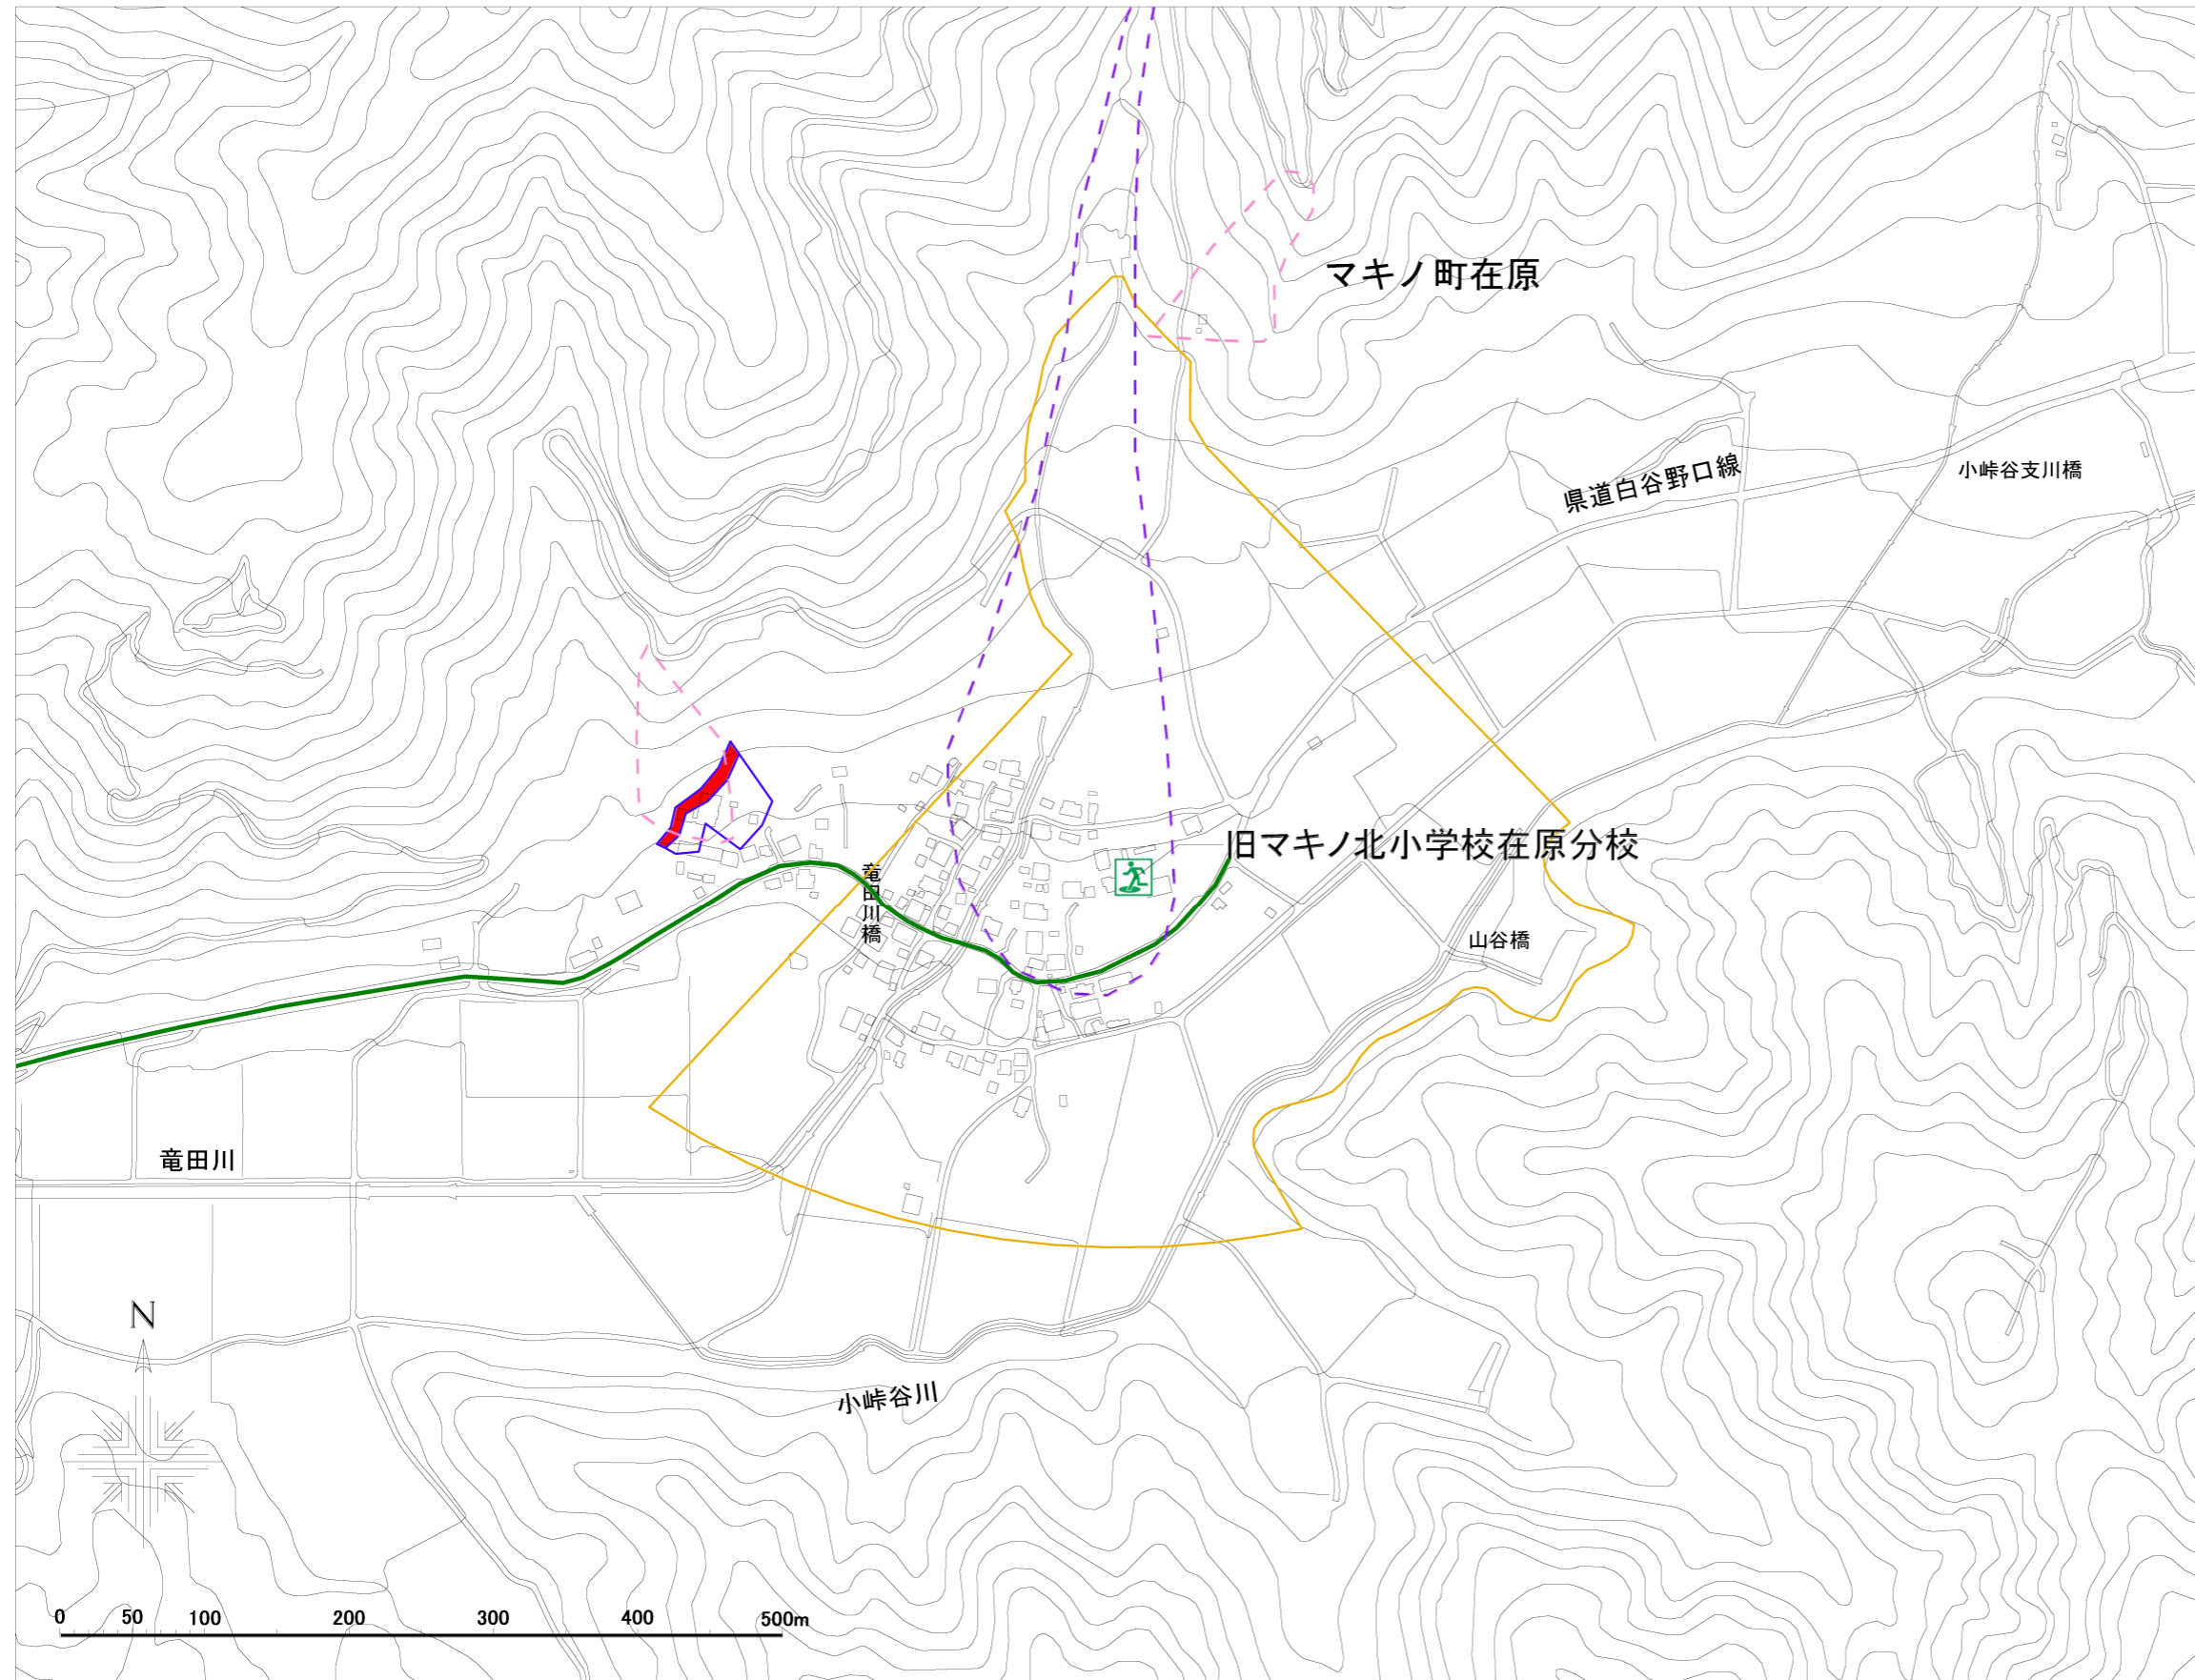 マキノ町在原
県道白谷野口線
小峠谷支川橋
旧マキノ北小学校在原分校
竜田川橋
山谷橋
竜田川
小峠谷川
N
0 50 100 200 300 400 500m